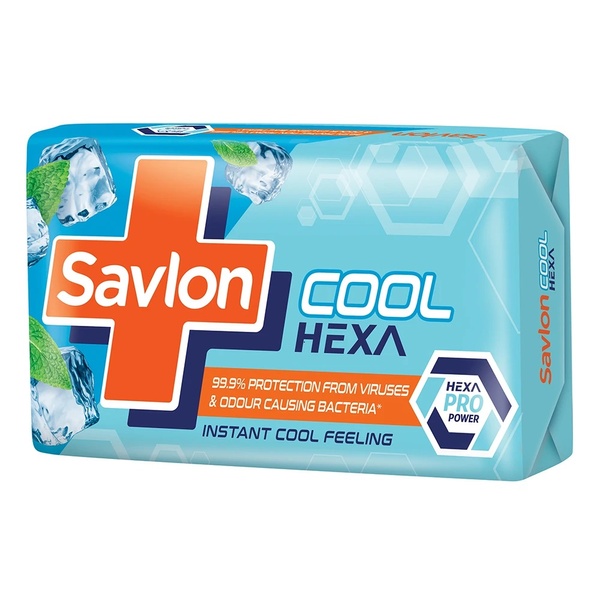 Savlon
COOL
HEXA
99.9% PROTECTION FROM VIRUSES
& ODOUR CAUSING BACTERIA*
INSTANT COOL FEELING
HEXA
PRO
POWER
Savlon COOL
HEXA
Savlon